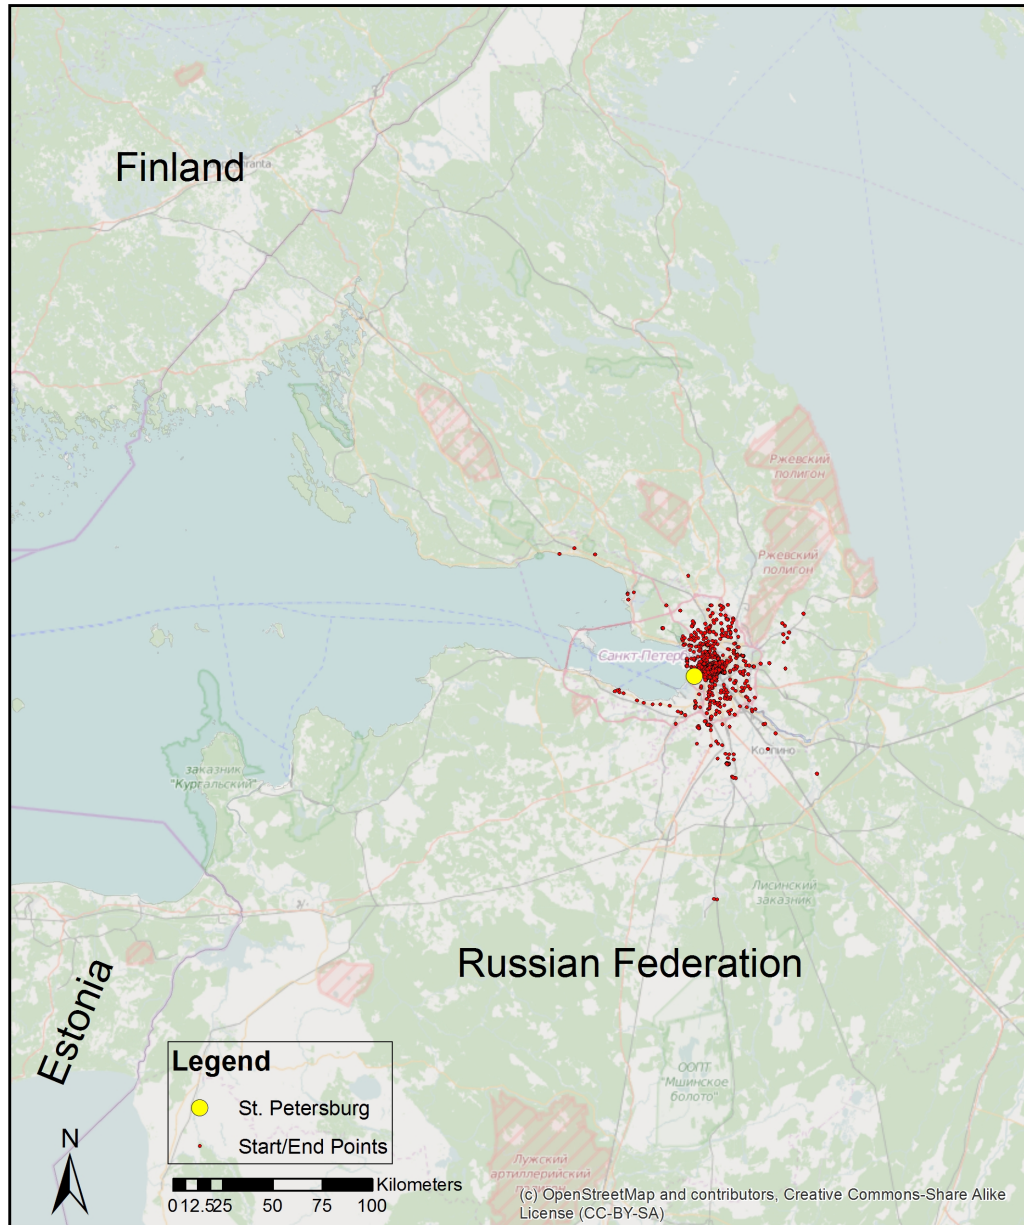 Finland
Ржевский
полигон
Ржевский
полигон
Санкт-Петерб
Колпино
заказник
"Кургальский"
Лисинский
заказник
Russian Federation
Estonia
ООПТ
"Мшинское
болото"
Legend
St. Petersburg
Start/End Points
N
Лужский
артиллерийский
полигон
Kilometers
0 12.525 50 75 100
(c) OpenStreetMap and contributors, Creative Commons-Share Alike
License (CC-BY-SA)